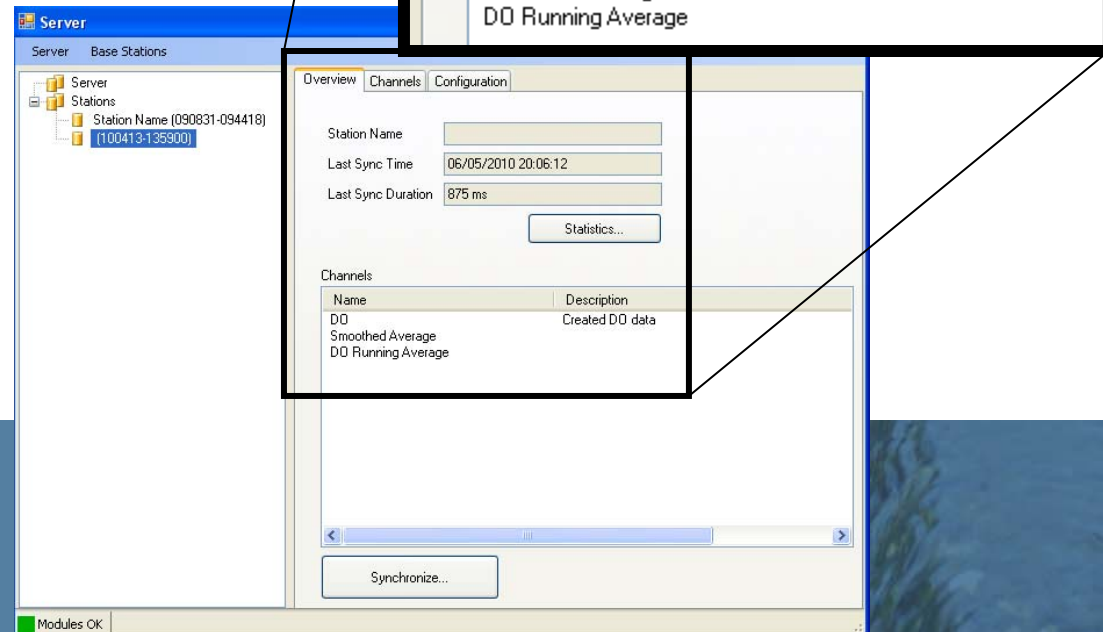 DO Running Average
Server
Server Base Stations
Server
Stations
Station Name (090831-094418)
(100413-135900)
Overview Channels Configuration
Station Name
Last Sync Time 06/05/2010 20:06:12
Last Sync Duration 875 ms
Statistics...
Channels
Name Description
DO Created DO data
Smoothed Average
DO Running Average
Synchronize...
Modules OK